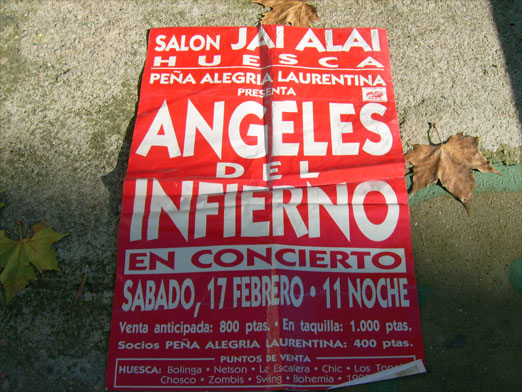 SALON JAI ALAI
HUESCA
PEÑA ALEGRIA LAURENTINA
PRESENTA
ANGELES
DEL
INFIERNO
EN CONCIERTO
SABADO, 17 FEBRERO • 11 NOCHE
Venta anticipada: 800 ptas. • En taquilla: 1.000 ptas.
Socios PEÑA ALEGRIA LAURENTINA: 400 ptas.
PUNTOS DE VENTA
HUESCA: Bolinga • Nelson • La Escalera • Chic • Los
Chosco • Zombis • Swing • Bohemia •